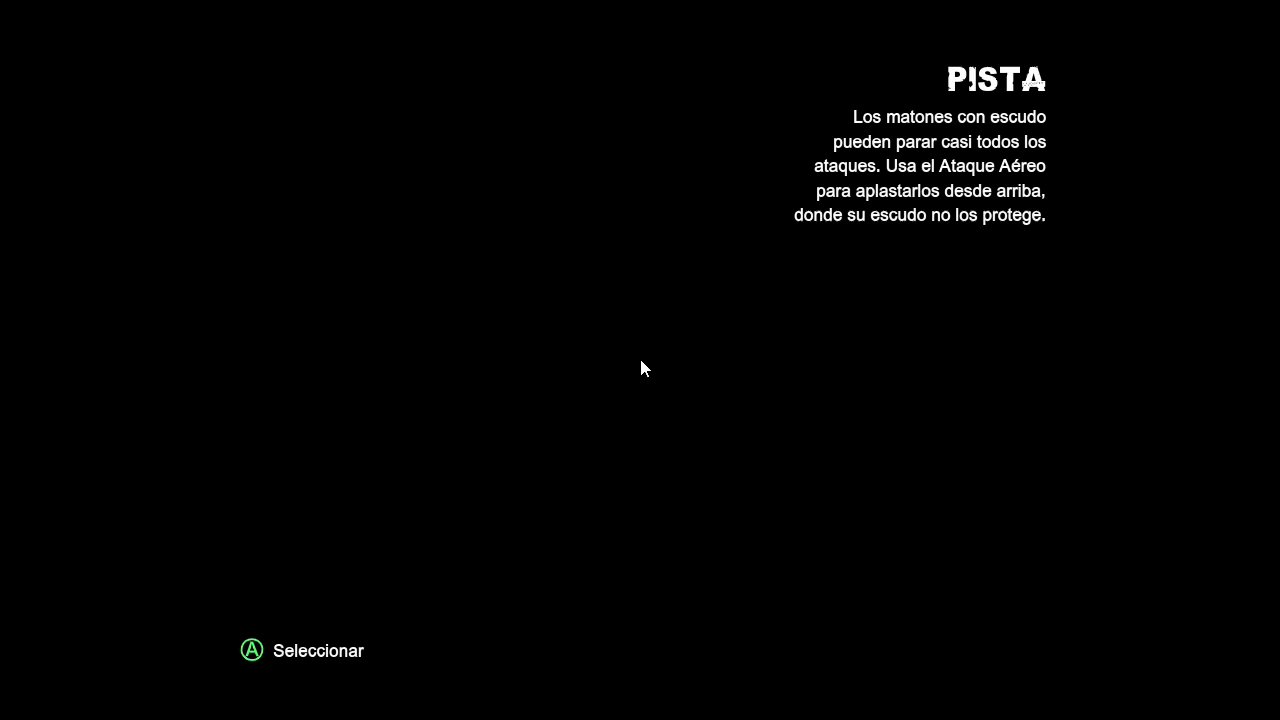 PISTA
Los matones con escudo
pueden parar casi todos los
ataques. Usa el Ataque Aéreo
para aplastarlos desde arriba,
donde su escudo no los protege.
A Seleccionar